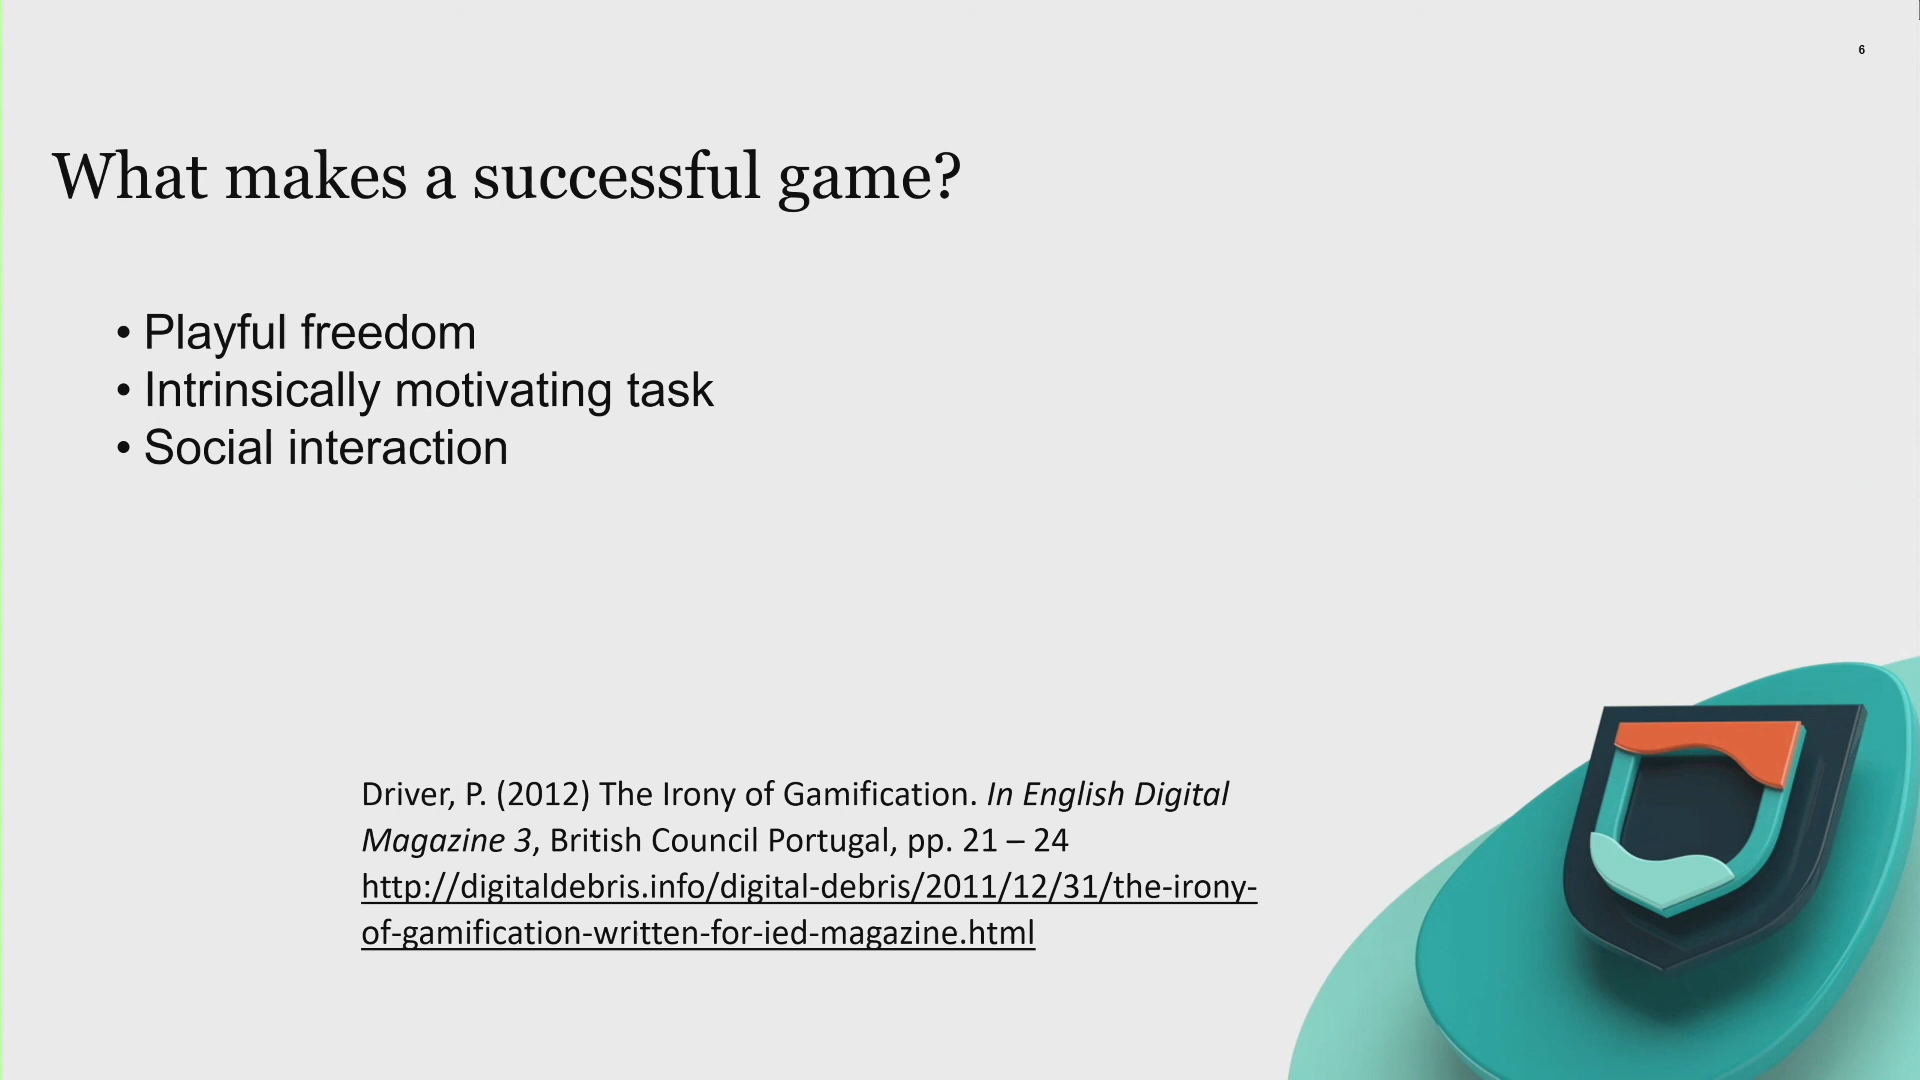 6
What makes a successful game?
• Playful freedom
• Intrinsically motivating task
• Social interaction
Driver, P. (2012) The Irony of Gamification. In English Digital
Magazine 3, British Council Portugal, pp. 21 – 24
http://digitaldebris.info/digital-debris/2011/12/31/the-irony-
of-gamification-written-for-ied-magazine.html